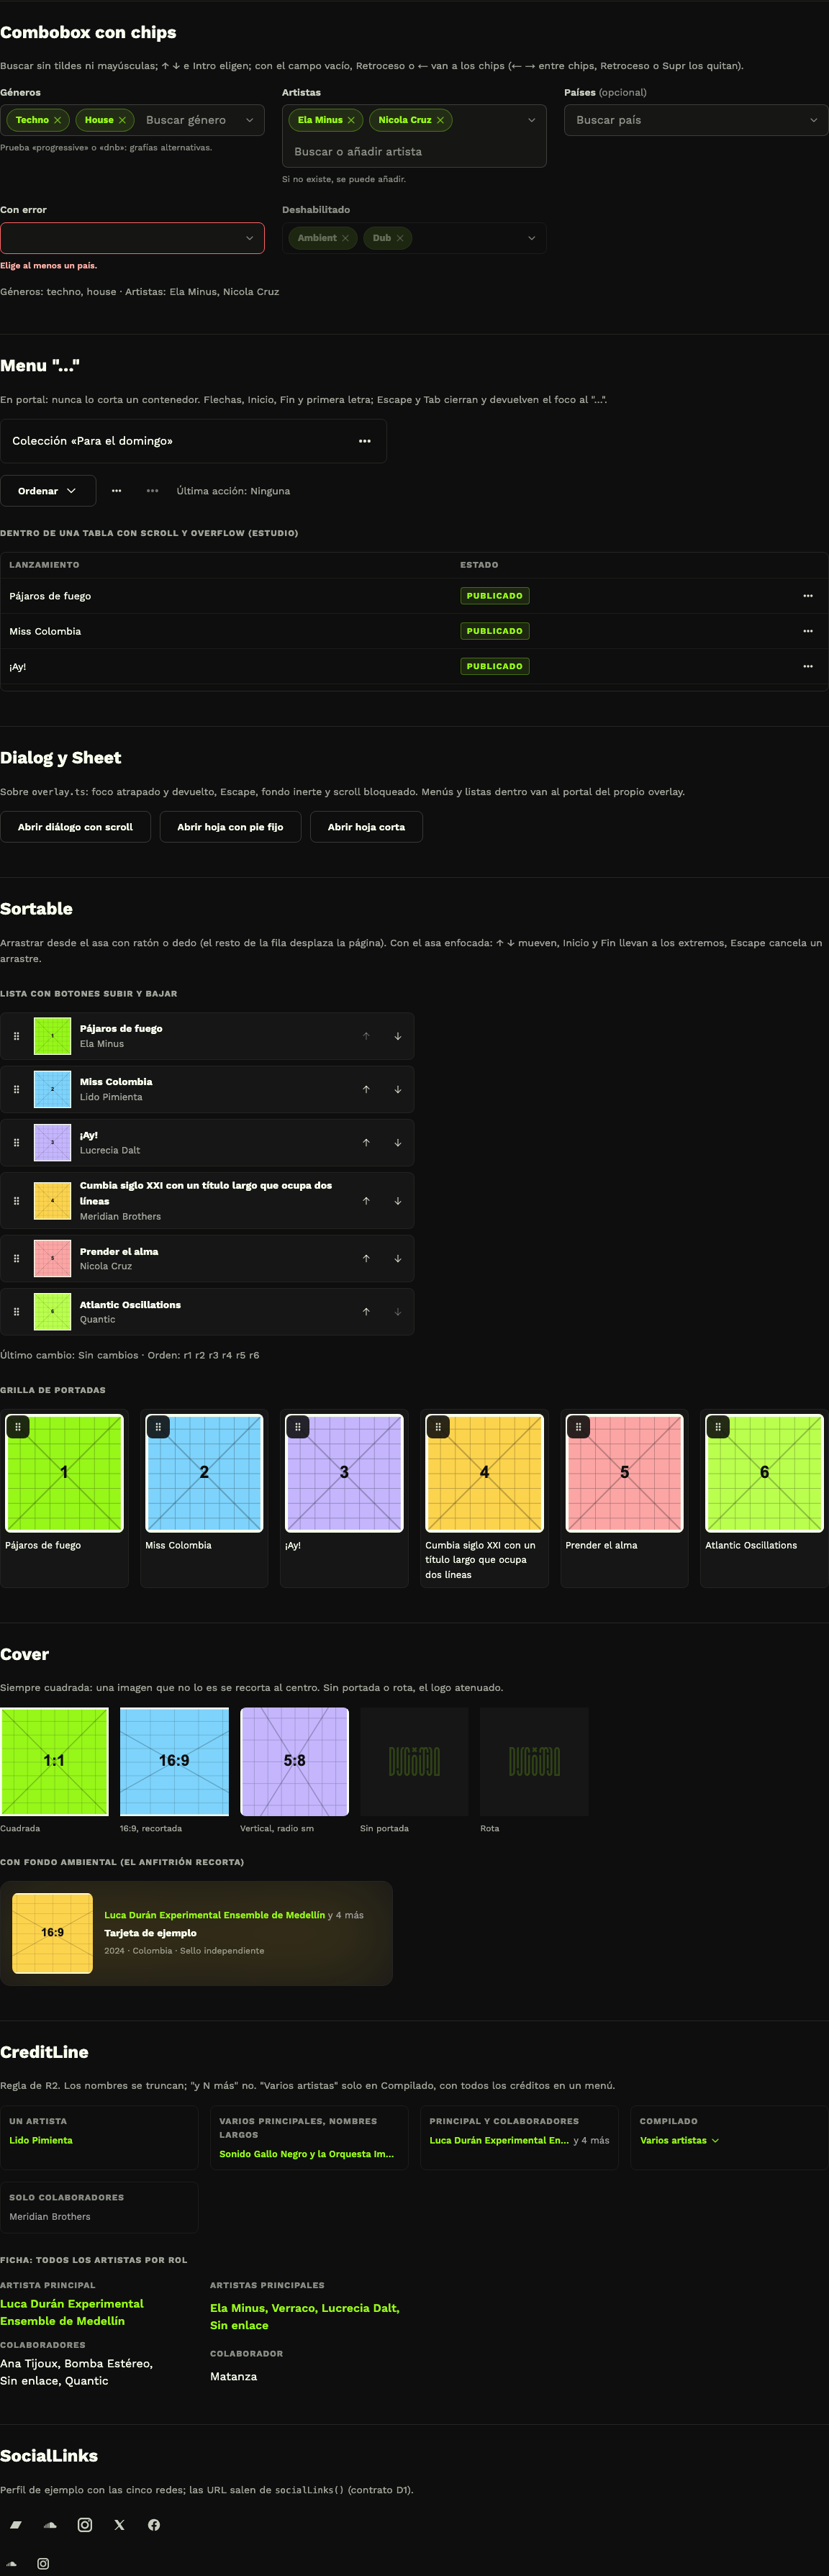 Combobox con chips
Buscar sin tildes ni mayúsculas; ↑ ↓ e Intro eligen; con el campo vacío, Retroceso o ← van a los chips (← → entre chips, Retroceso o Supr los quitan).
Géneros
Techno
House
Buscar género
Prueba «progressive» o «dnb»: grafías alternativas.
Artistas
Ela Minus
Nicola Cruz
Buscar o añadir artista
Si no existe, se puede añadir.
Países (opcional)
Buscar país
Con error
Elige al menos un país.
Deshabilitado
Ambient
Dub
Géneros: techno, house · Artistas: Ela Minus, Nicola Cruz
Menu "..."
En portal: nunca lo corta un contenedor. Flechas, Inicio, Fin y primera letra; Escape y Tab cierran y devuelven el foco al "...".
Colección «Para el domingo»
Ordenar
Última acción: Ninguna
DENTRO DE UNA TABLA CON SCROLL Y OVERFLOW (ESTUDIO)
LANZAMIENTO ESTADO
Pájaros de fuego PUBLICADO
Miss Colombia PUBLICADO
¡Ay! PUBLICADO
Dialog y Sheet
Sobre overlay.ts: foco atrapado y devuelto, Escape, fondo inerte y scroll bloqueado. Menús y listas dentro van al portal del propio overlay.
Abrir diálogo con scroll
Abrir hoja con pie fijo
Abrir hoja corta
Sortable
Arrastrar desde el asa con ratón o dedo (el resto de la fila desplaza la página). Con el asa enfocada: ↑ ↓ mueven, Inicio y Fin llevan a los extremos, Escape cancela un
arrastre.
LISTA CON BOTONES SUBIR Y BAJAR
1
Pájaros de fuego
Ela Minus
2
Miss Colombia
Lido Pimienta
3
¡Ay!
Lucrecia Dalt
4
Cumbia siglo XXI con un título largo que ocupa dos
líneas
Meridian Brothers
5
Prender el alma
Nicola Cruz
6
Atlantic Oscillations
Quantic
Último cambio: Sin cambios · Orden: r1 r2 r3 r4 r5 r6
GRILLA DE PORTADAS
1
Pájaros de fuego
2
Miss Colombia
3
¡Ay!
4
Cumbia siglo XXI con un
título largo que ocupa
dos líneas
5
Prender el alma
6
Atlantic Oscillations
Cover
Siempre cuadrada: una imagen que no lo es se recorta al centro. Sin portada o rota, el logo atenuado.
1:1
Cuadrada
16:9
16:9, recortada
5:8
Vertical, radio sm
Sin portada
Rota
CON FONDO AMBIENTAL (EL ANFITRIÓN RECORTA)
16:9
Luca Durán Experimental Ensemble de Medellín y 4 más
Tarjeta de ejemplo
2024 · Colombia · Sello independiente
CreditLine
Regla de R2. Los nombres se truncan; "y N más" no. "Varios artistas" solo en Compilado, con todos los créditos en un menú.
UN ARTISTA
Lido Pimienta
VARIOS PRINCIPALES, NOMBRES
LARGOS
Sonido Gallo Negro y la Orquesta Im...
PRINCIPAL Y COLABORADORES
Luca Durán Experimental En... y 4 más
COMPILADO
Varios artistas
SOLO COLABORADORES
Meridian Brothers
FICHA: TODOS LOS ARTISTAS POR ROL
ARTISTA PRINCIPAL
Luca Durán Experimental
Ensemble de Medellín
COLABORADORES
Ana Tijoux, Bomba Estéreo,
Sin enlace, Quantic
ARTISTAS PRINCIPALES
Ela Minus, Verraco, Lucrecia Dalt,
Sin enlace
COLABORADOR
Matanza
SocialLinks
Perfil de ejemplo con las cinco redes; las URL salen de socialLinks() (contrato D1).